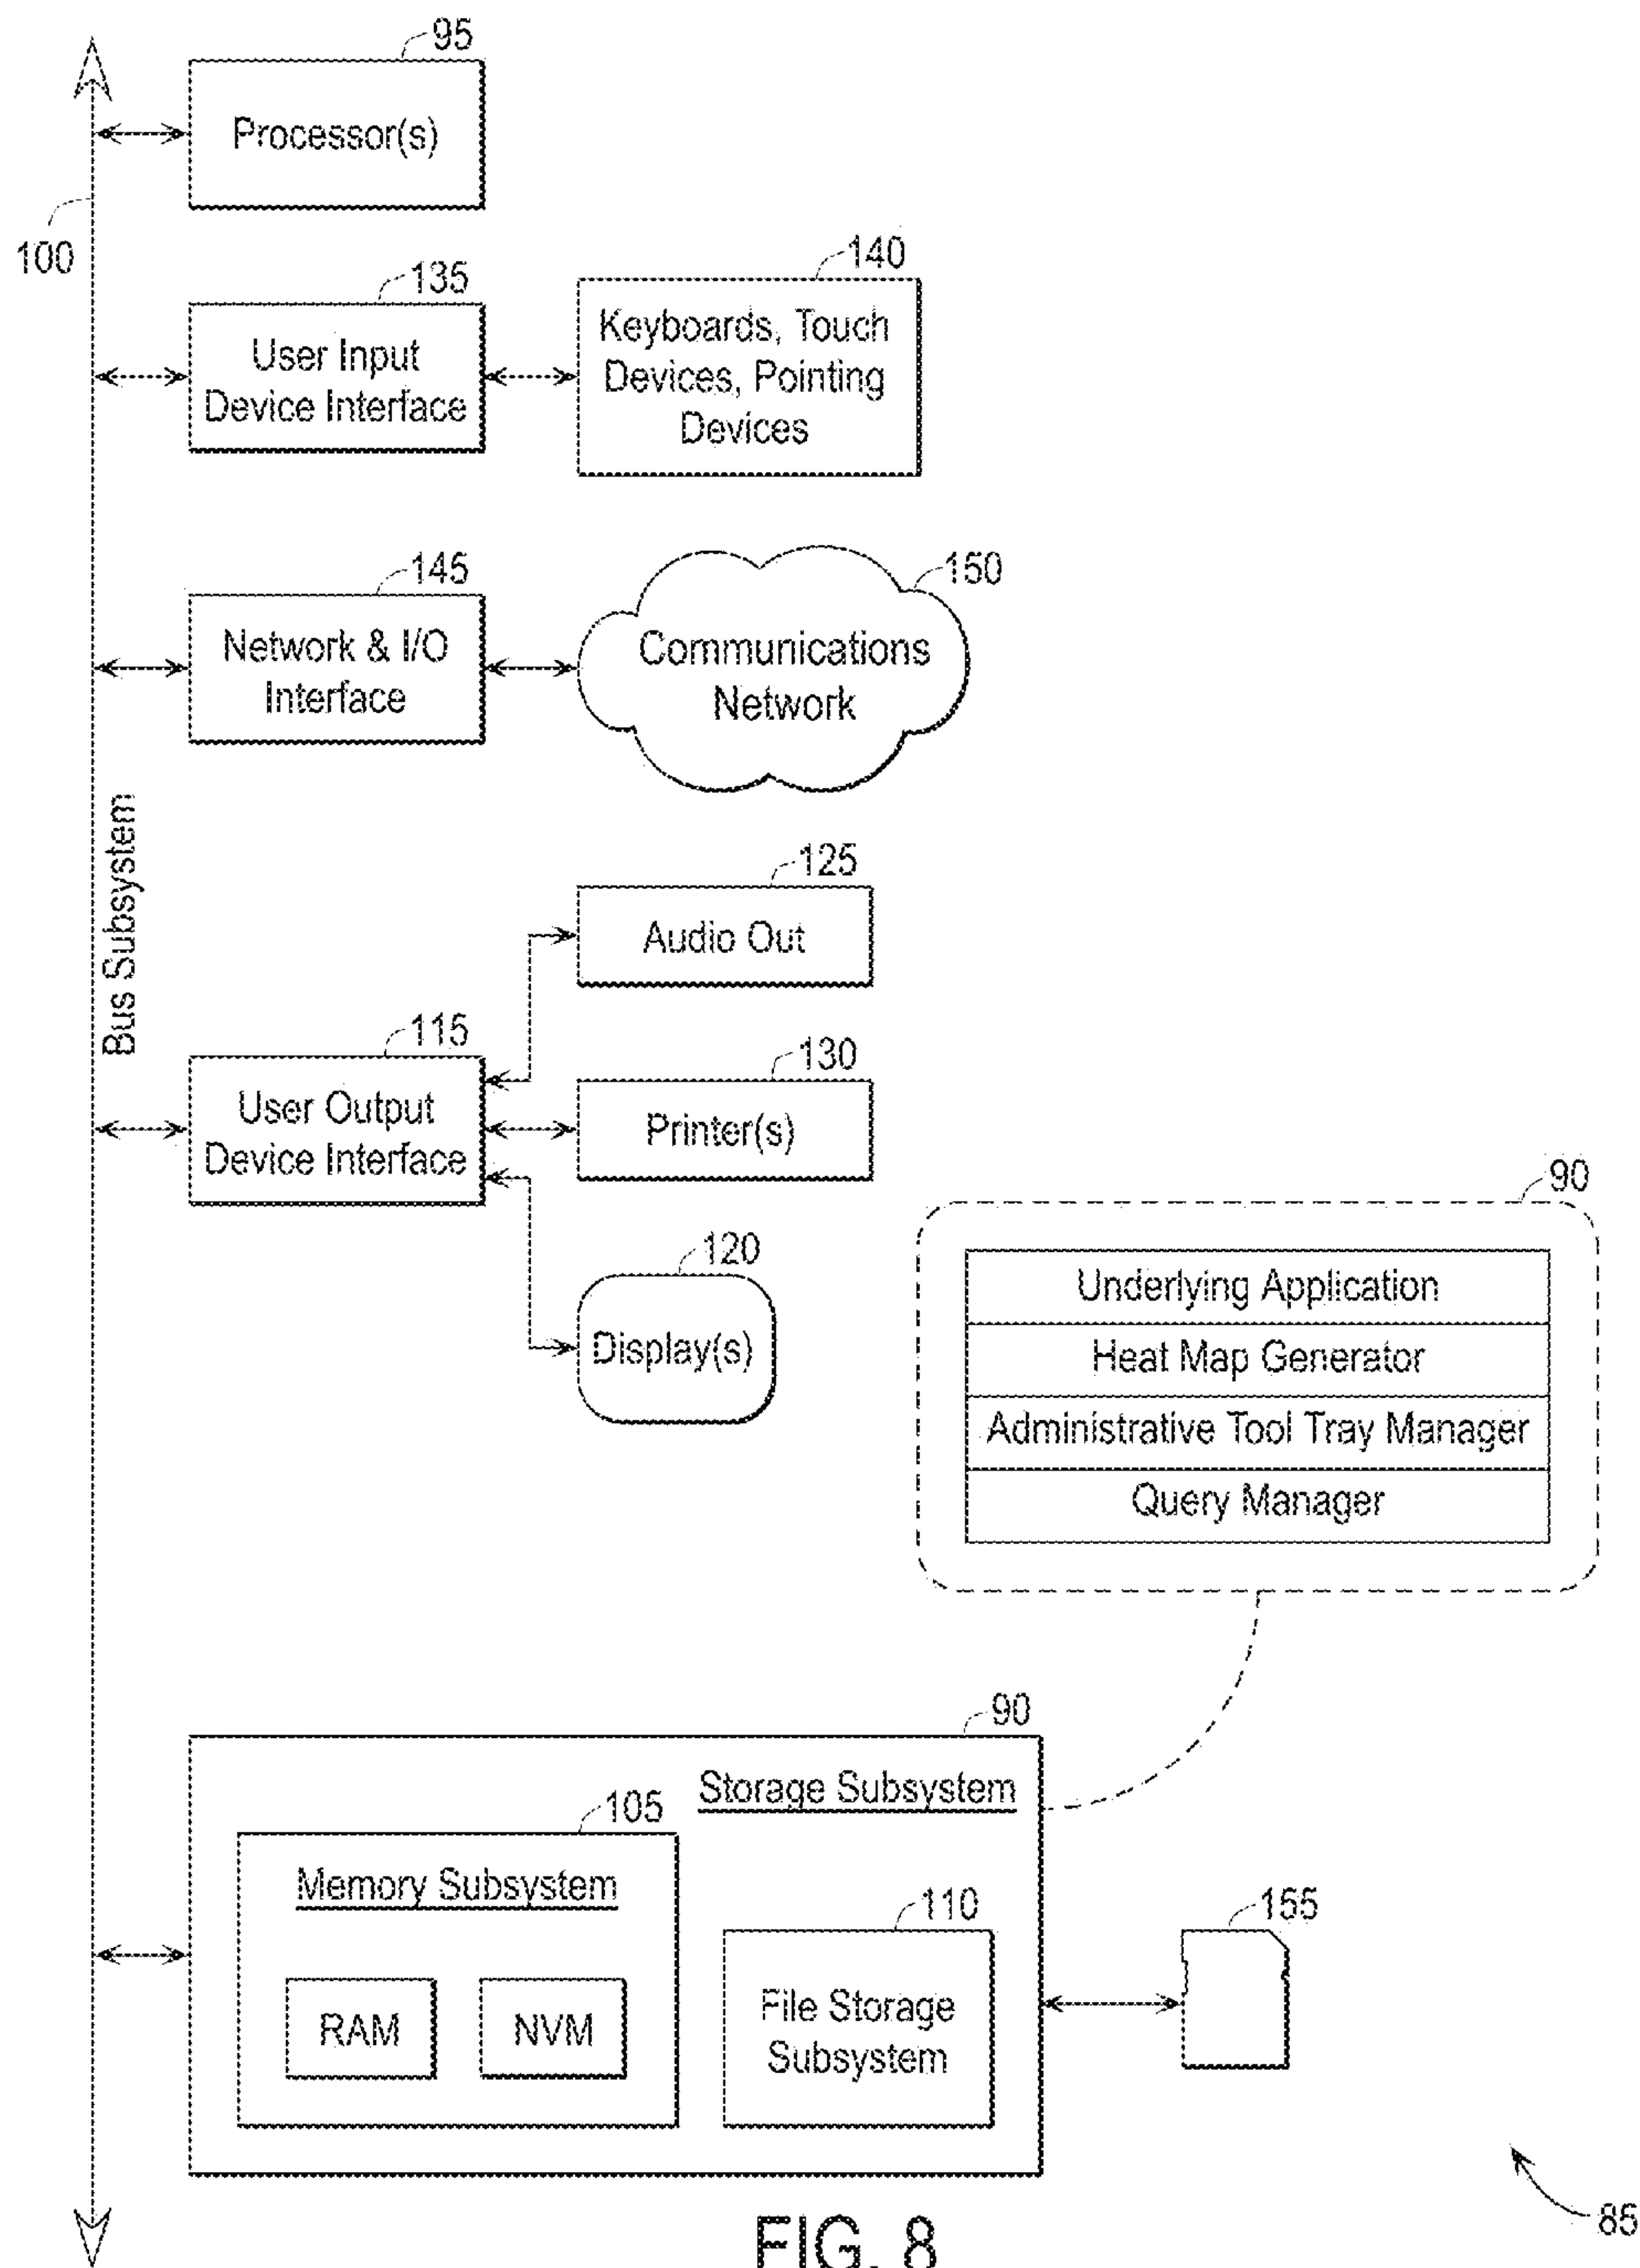 95
Processor(s)
100
135
User Input
Device Interface
140
Keyboards, Touch
Devices, Pointing
Devices
145
Network & I/O
Interface
150
Communications
Network
Bus Subsystem
125
Audio Out
115
User Output
Device Interface
130
Printer(s)
120
Display(s)
90
Underlying Application
Heat Map Generator
Administrative Tool Tray Manager
Query Manager
90
Storage Subsystem
105
Memory Subsystem
RAM
NVM
110
File Storage
Subsystem
155
85
FIG. 8